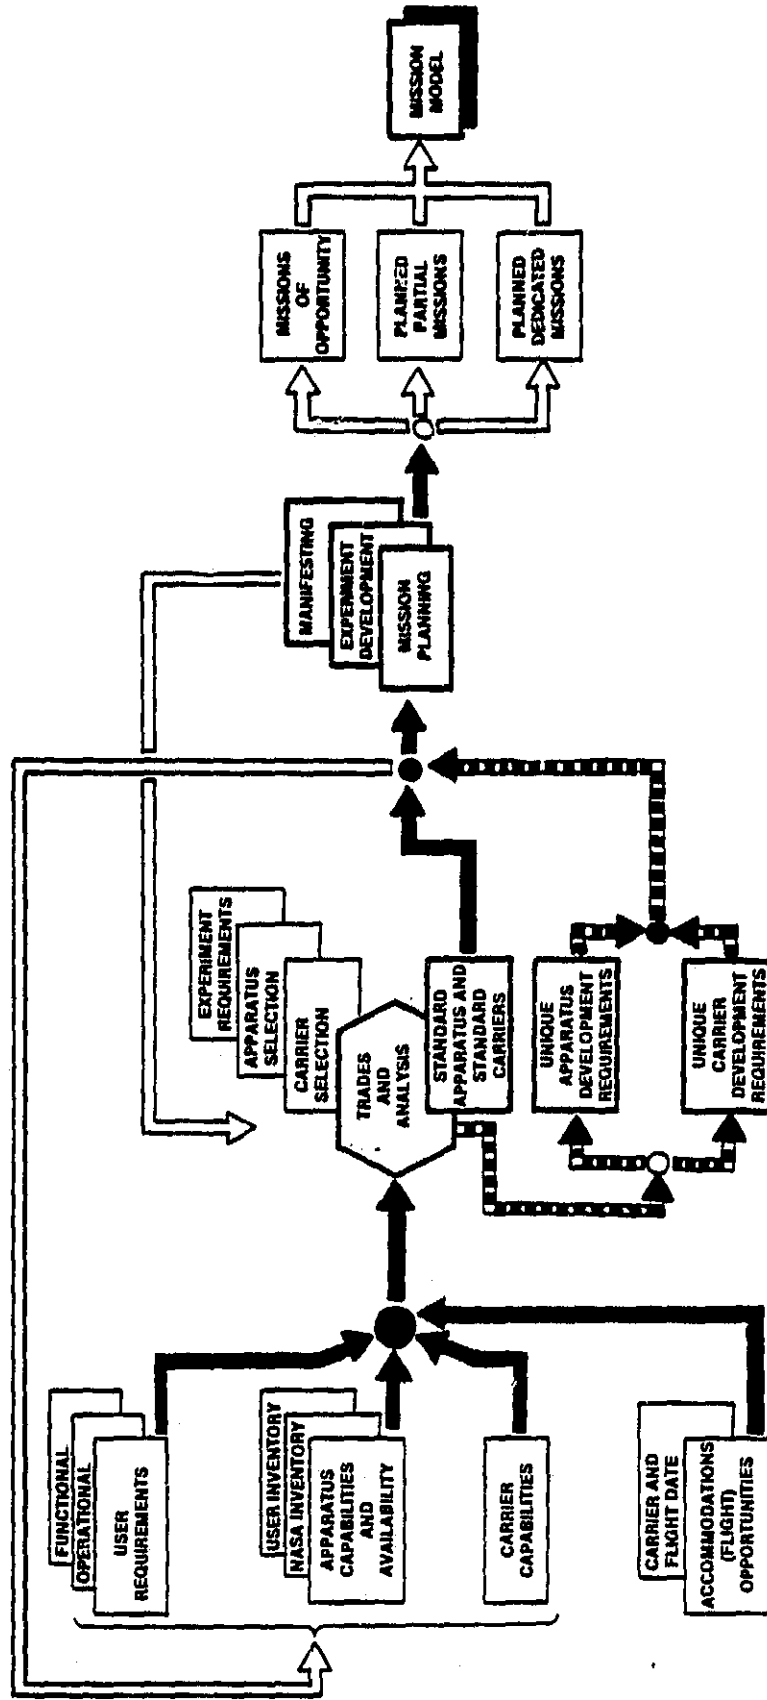 FUNCTIONAL
OPERATIONAL
USER
REQUIREMENTS
USER INVENTORY
NASA INVENTORY
APPARATUS
CAPABILITIES
AND
AVAILABILITY
CARRIER
CAPABILITIES
CARRIER AND
FLIGHT DATE
ACCOMMODATIONS
(FLIGHT)
OPPORTUNITIES
EXPERIMENT
REQUIREMENTS
APPARATUS
SELECTION
CARRIER
SELECTION
TRADES
AND
ANALYSIS
STANDARD
APPARATUS AND
STANDARD
CARRIERS
UNIQUE
APPARATUS
DEVELOPMENT
REQUIREMENTS
UNIQUE
CARRIER
DEVELOPMENT
REQUIREMENTS
MANIFESTING
EXPERIMENT
DEVELOPMENT
MISSION
PLANNING
MISSIONS
OF
OPPORTUNITY
PLANNED
PARTIAL
MISSIONS
PLANNED
DEDICATED
MISSIONS
MISSION
MODEL